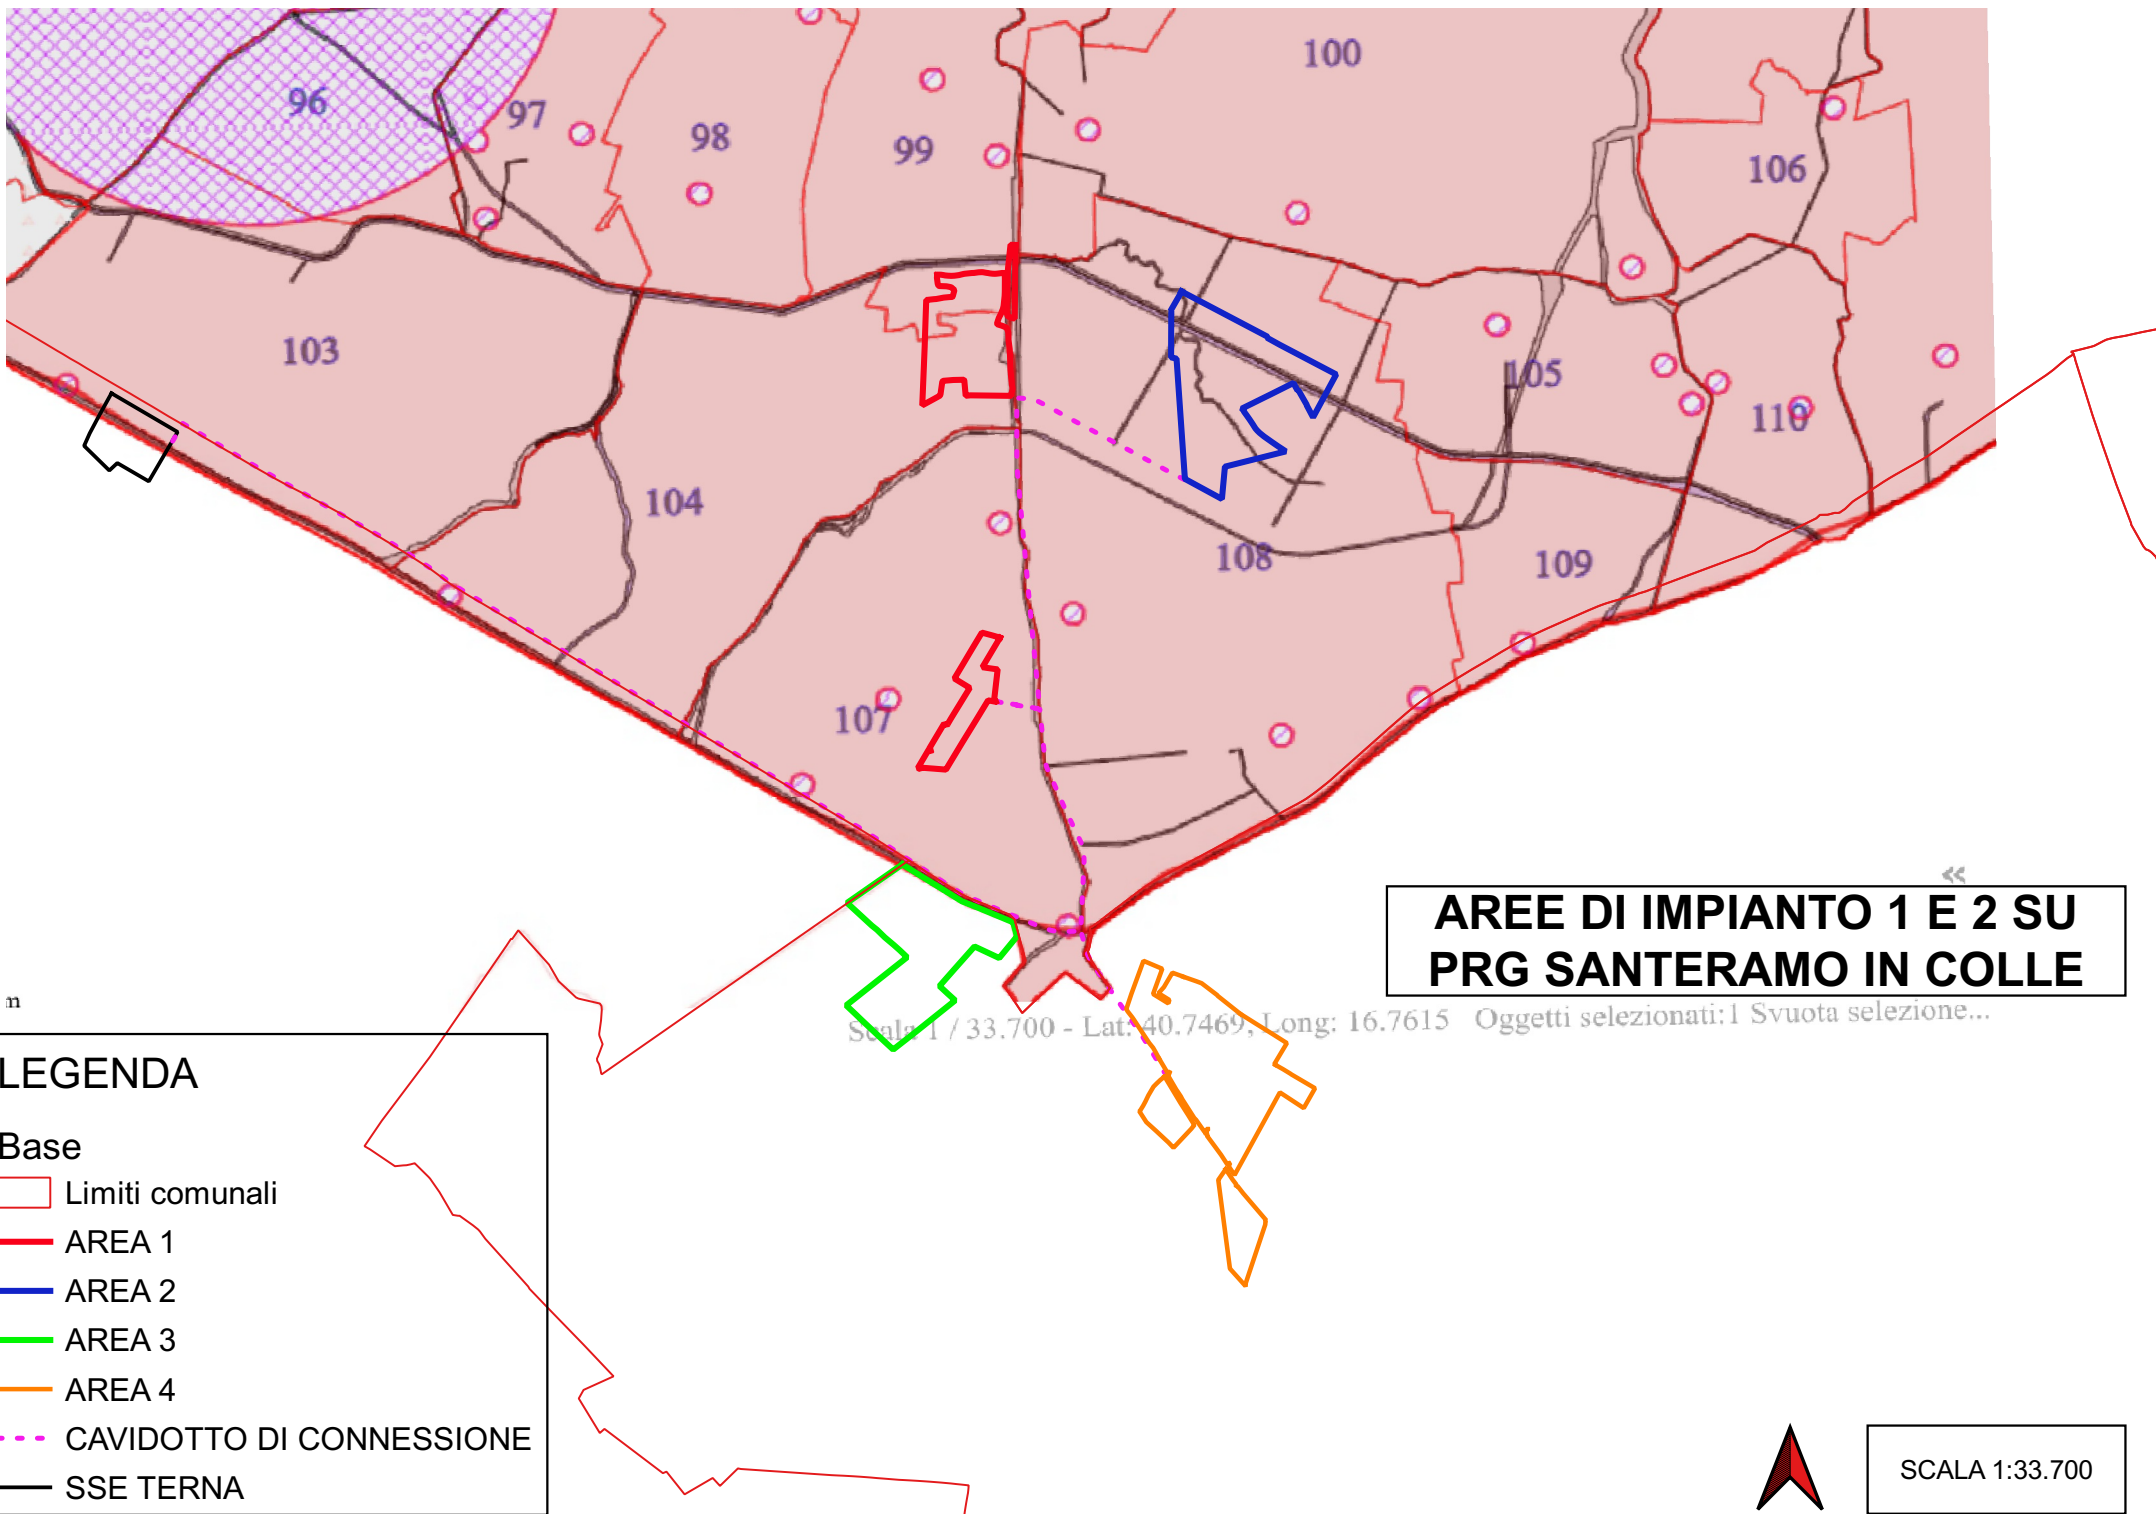 100
96
97
98
99
106
103
105
110
104
108
109
107
«
AREE DI IMPIANTO 1 E 2 SU
PRG SANTERAMO IN COLLE
m
Scala 1 / 33.700 - Lat: 40.7469, Long: 16.7615 Oggetti selezionati:1 Svuota selezione...
LEGENDA
Base
Limiti comunali
AREA 1
AREA 2
AREA 3
AREA 4
CAVIDOTTO DI CONNESSIONE
SSE TERNA
SCALA 1:33.700